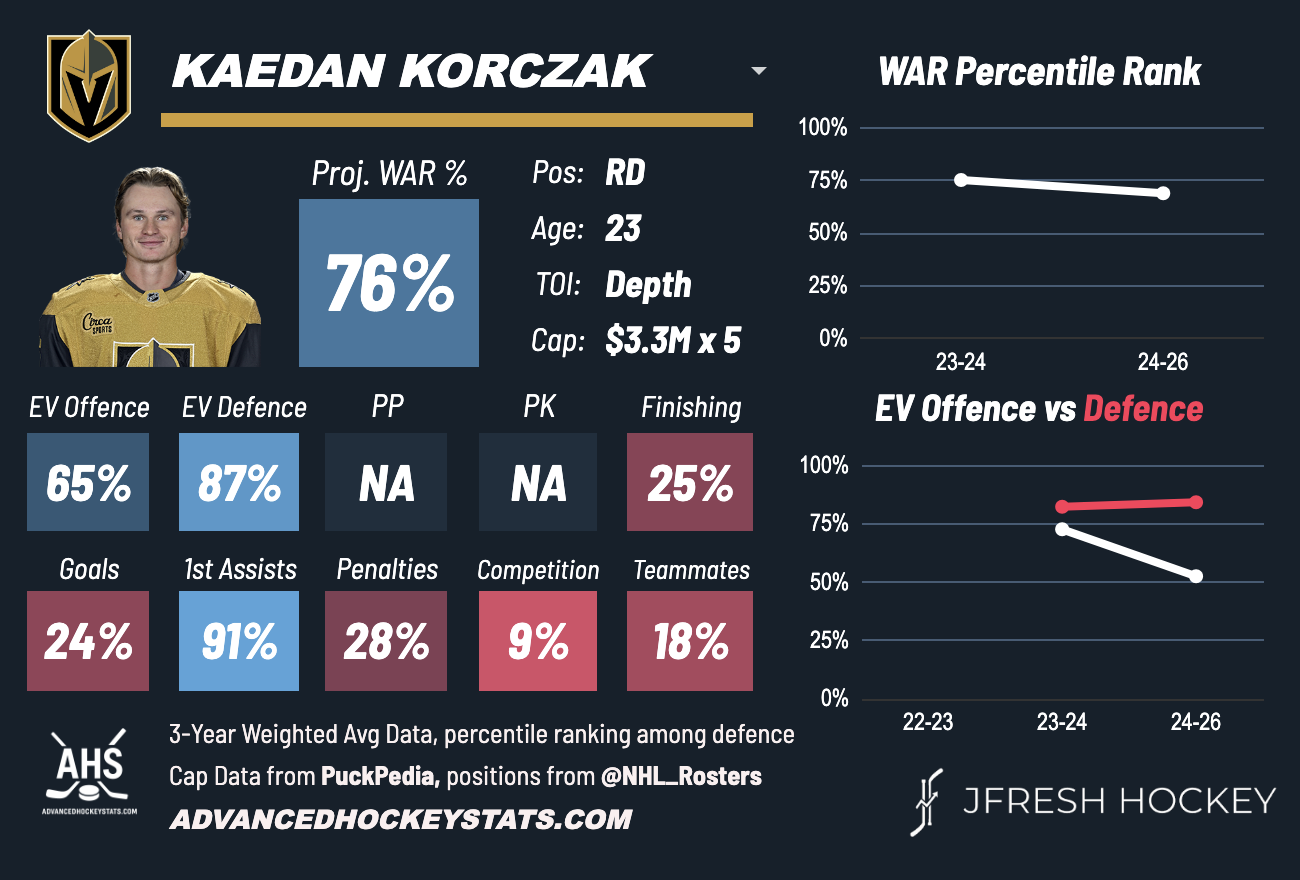 KAEDAN KORCZAK
Proj. WAR %
76%
Pos: RD
Age: 23
TOI: Depth
Cap: $3.3M x 5
Circa
SPORTS
EV Offence EV Defence PP PK Finishing
65% 87% NA NA 25%
Goals 1st Assists Penalties Competition Teammates
24% 91% 28% 9% 18%
WAR Percentile Rank
100%
75%
50%
25%
0%
23-24 24-26
EV Offence vs Defence
100%
75%
50%
25%
0%
22-23 23-24 24-26
AHS
ADVANCEDHOCKEYSTATS.COM
3-Year Weighted Avg Data, percentile ranking among defence
Cap Data from PuckPedia, positions from @NHL_Rosters
ADVANCEDHOCKEYSTATS.COM
JFRESH HOCKEY